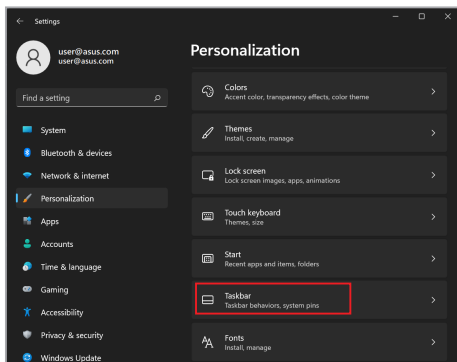 Settings
user@asus.com
user@asus.com
Find a setting
System
Bluetooth & devices
Network & internet
Personalization
Apps
Accounts
Time & language
Gaming
Accessibility
Privacy & security
Windows Update
Personalization
Colors
Accent color, transparency effects, color theme
Themes
Install, create, manage
Lock screen
Lock screen images, apps, animations
Touch keyboard
Themes, size
Start
Recent apps and items, folders
Taskbar
Taskbar behaviors, system pins
Fonts
Install, manage